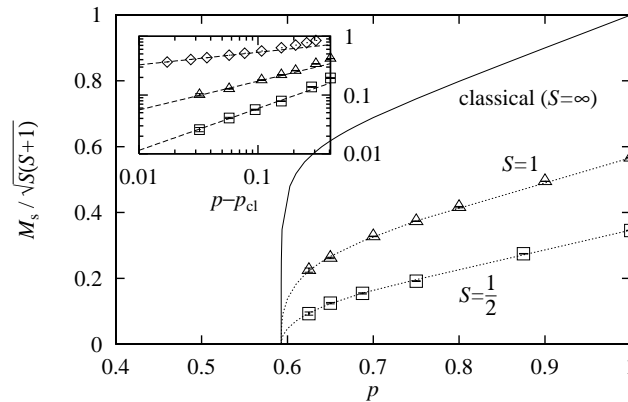 1
0.8
0.6
0.4
0.2
0
M_s / √S(S+1)
0.4 0.5 0.6 0.7 0.8 0.9 1
p
1
0.1
0.01
0.01 0.1
p−p_cl
classical (S=∞)
S=1
S=1/2